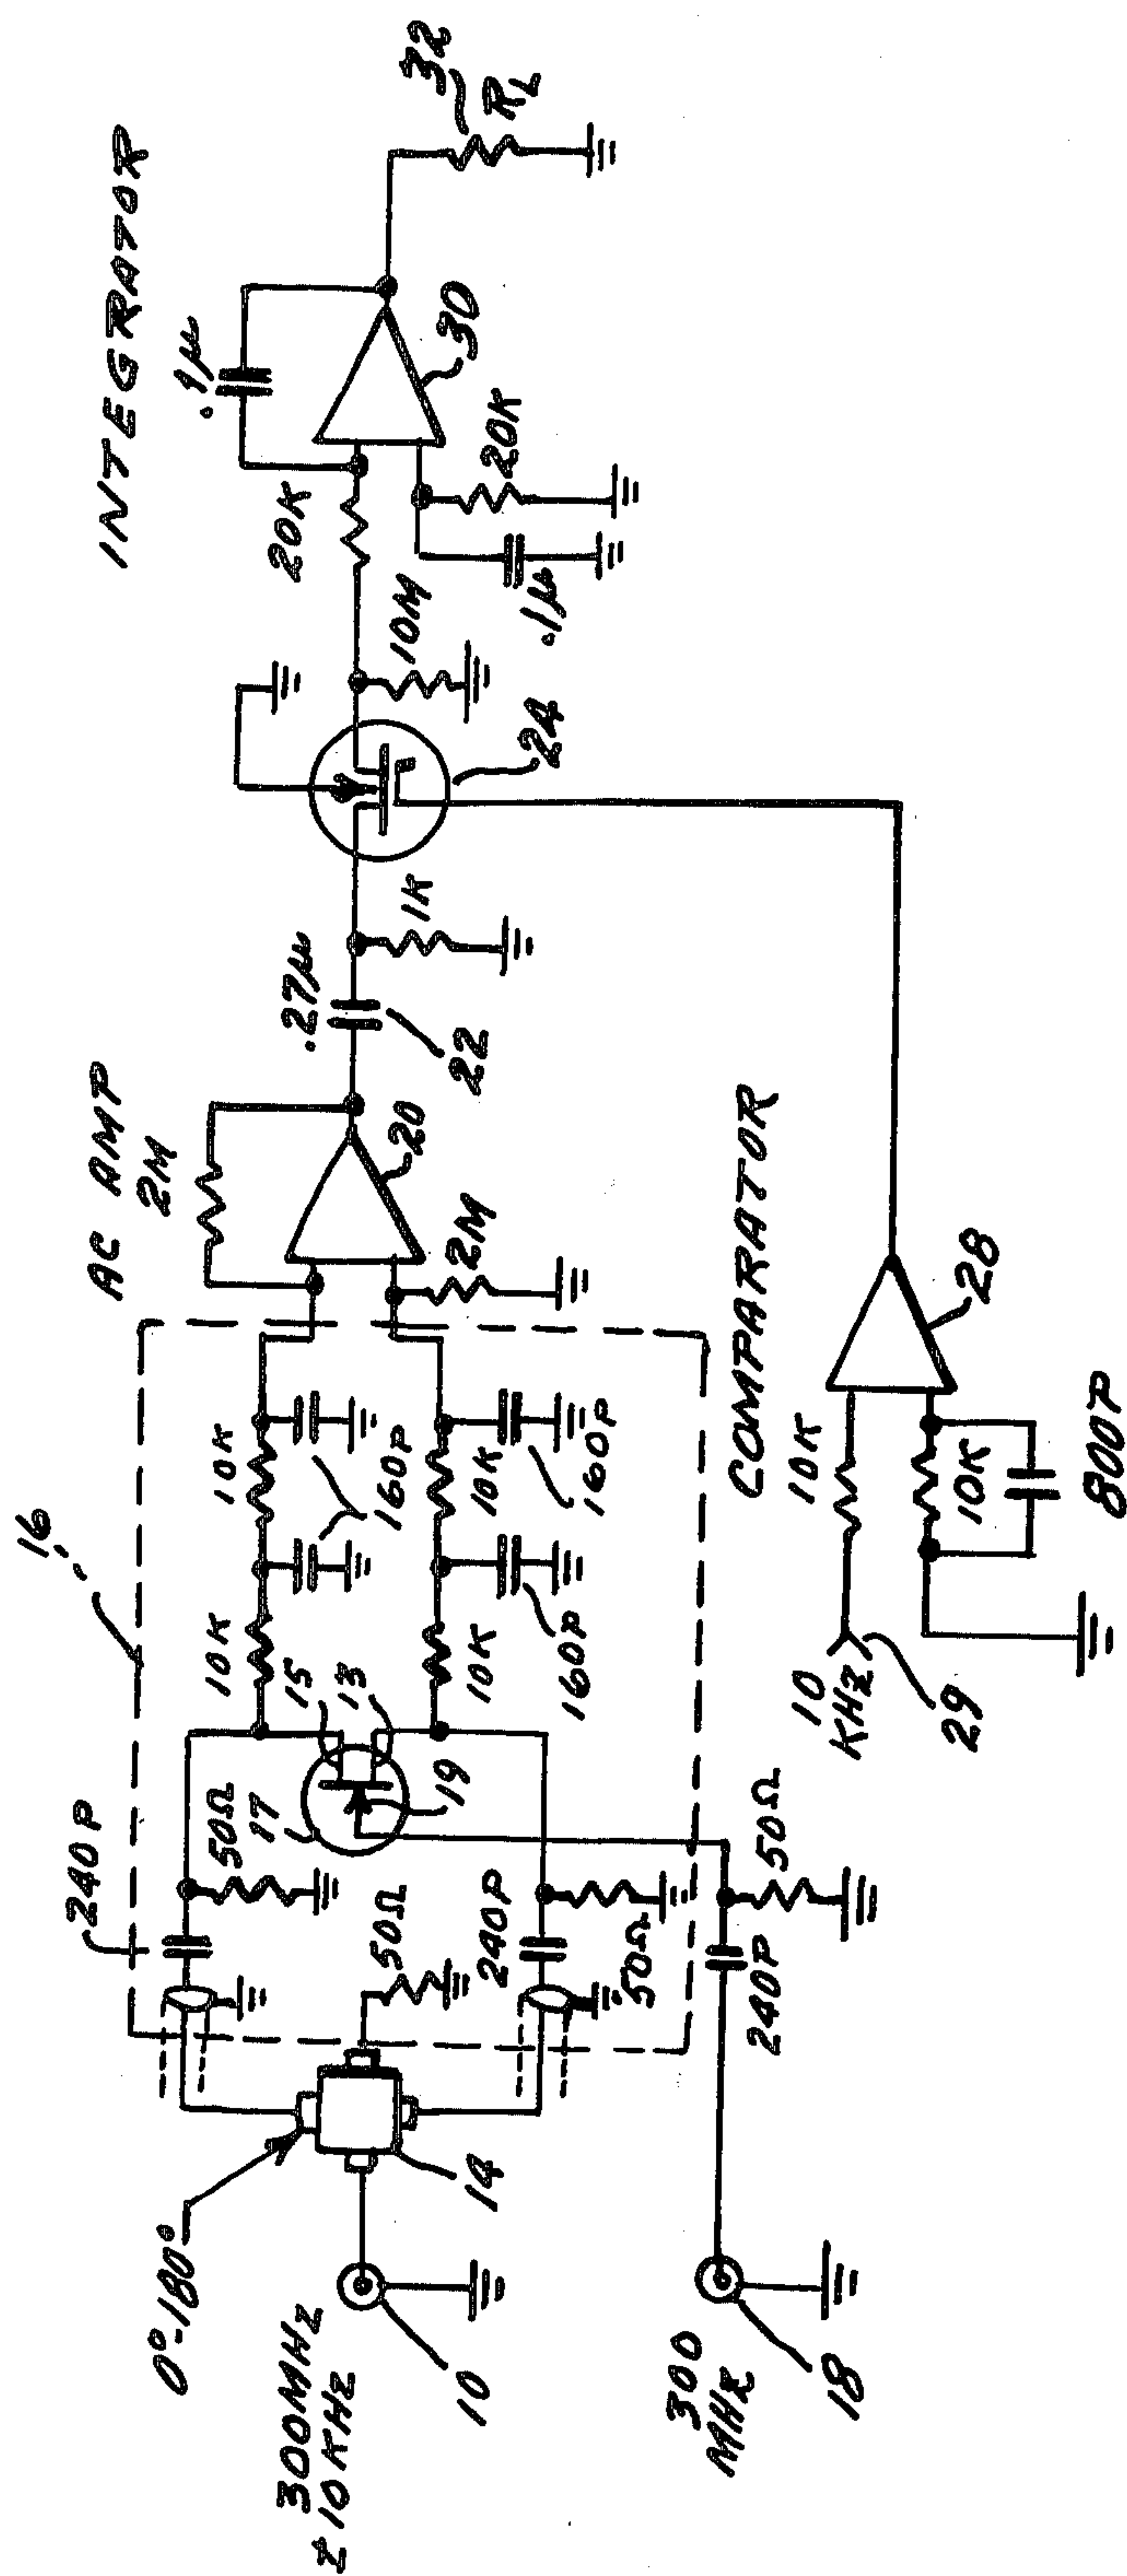 INTEGRATOR
.1µ
20K
10M
30
20K
.1µ
32
RL
24
AC AMP
2M
.27µ
1K
22
20
2M
16
10K
10K
160P
10K
10K
160P
160P
15
13
19
17
240P
50Ω
50Ω
240P
50Ω
0°-180°
14
300MHZ
±10KHZ
10
300
MHZ
18
240P
50Ω
COMPARATOR
10K
10
KHZ
29
28
10K
800P